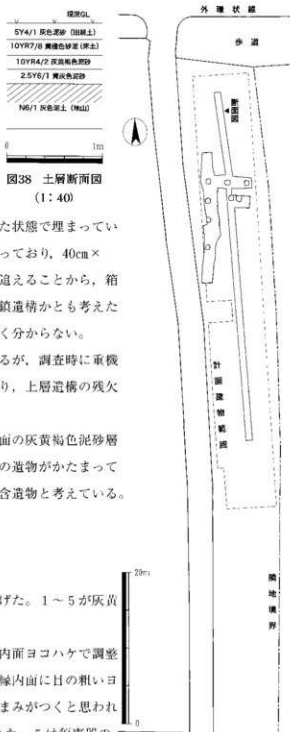 現況GL
5Y4/1 灰色泥砂（旧耕土）
10YR7/8 黄橙色砂泥（床土）
10YR4/2 灰黄褐色泥砂
2.5Y6/1 黄灰色泥砂
N6/1 灰色泥土（地山）
0 1m
図38 土層断面図
（1：40）
た状態で埋まってい
っており，40cm×
追えることから，箱
鎮遺構かとも考えた
く分からない。
るが，調査時に重機
り，上層遺構の残欠
面の灰黄褐色泥砂層
の遺物がかたまって
含遺物と考えている。
げた。1～5が灰黄
内面ヨコハケで調整
縁内面に目の粗いヨ
まみがつくと思われ
外環状線
歩道
断面図
計画建物範囲
隣地境界
20m
0